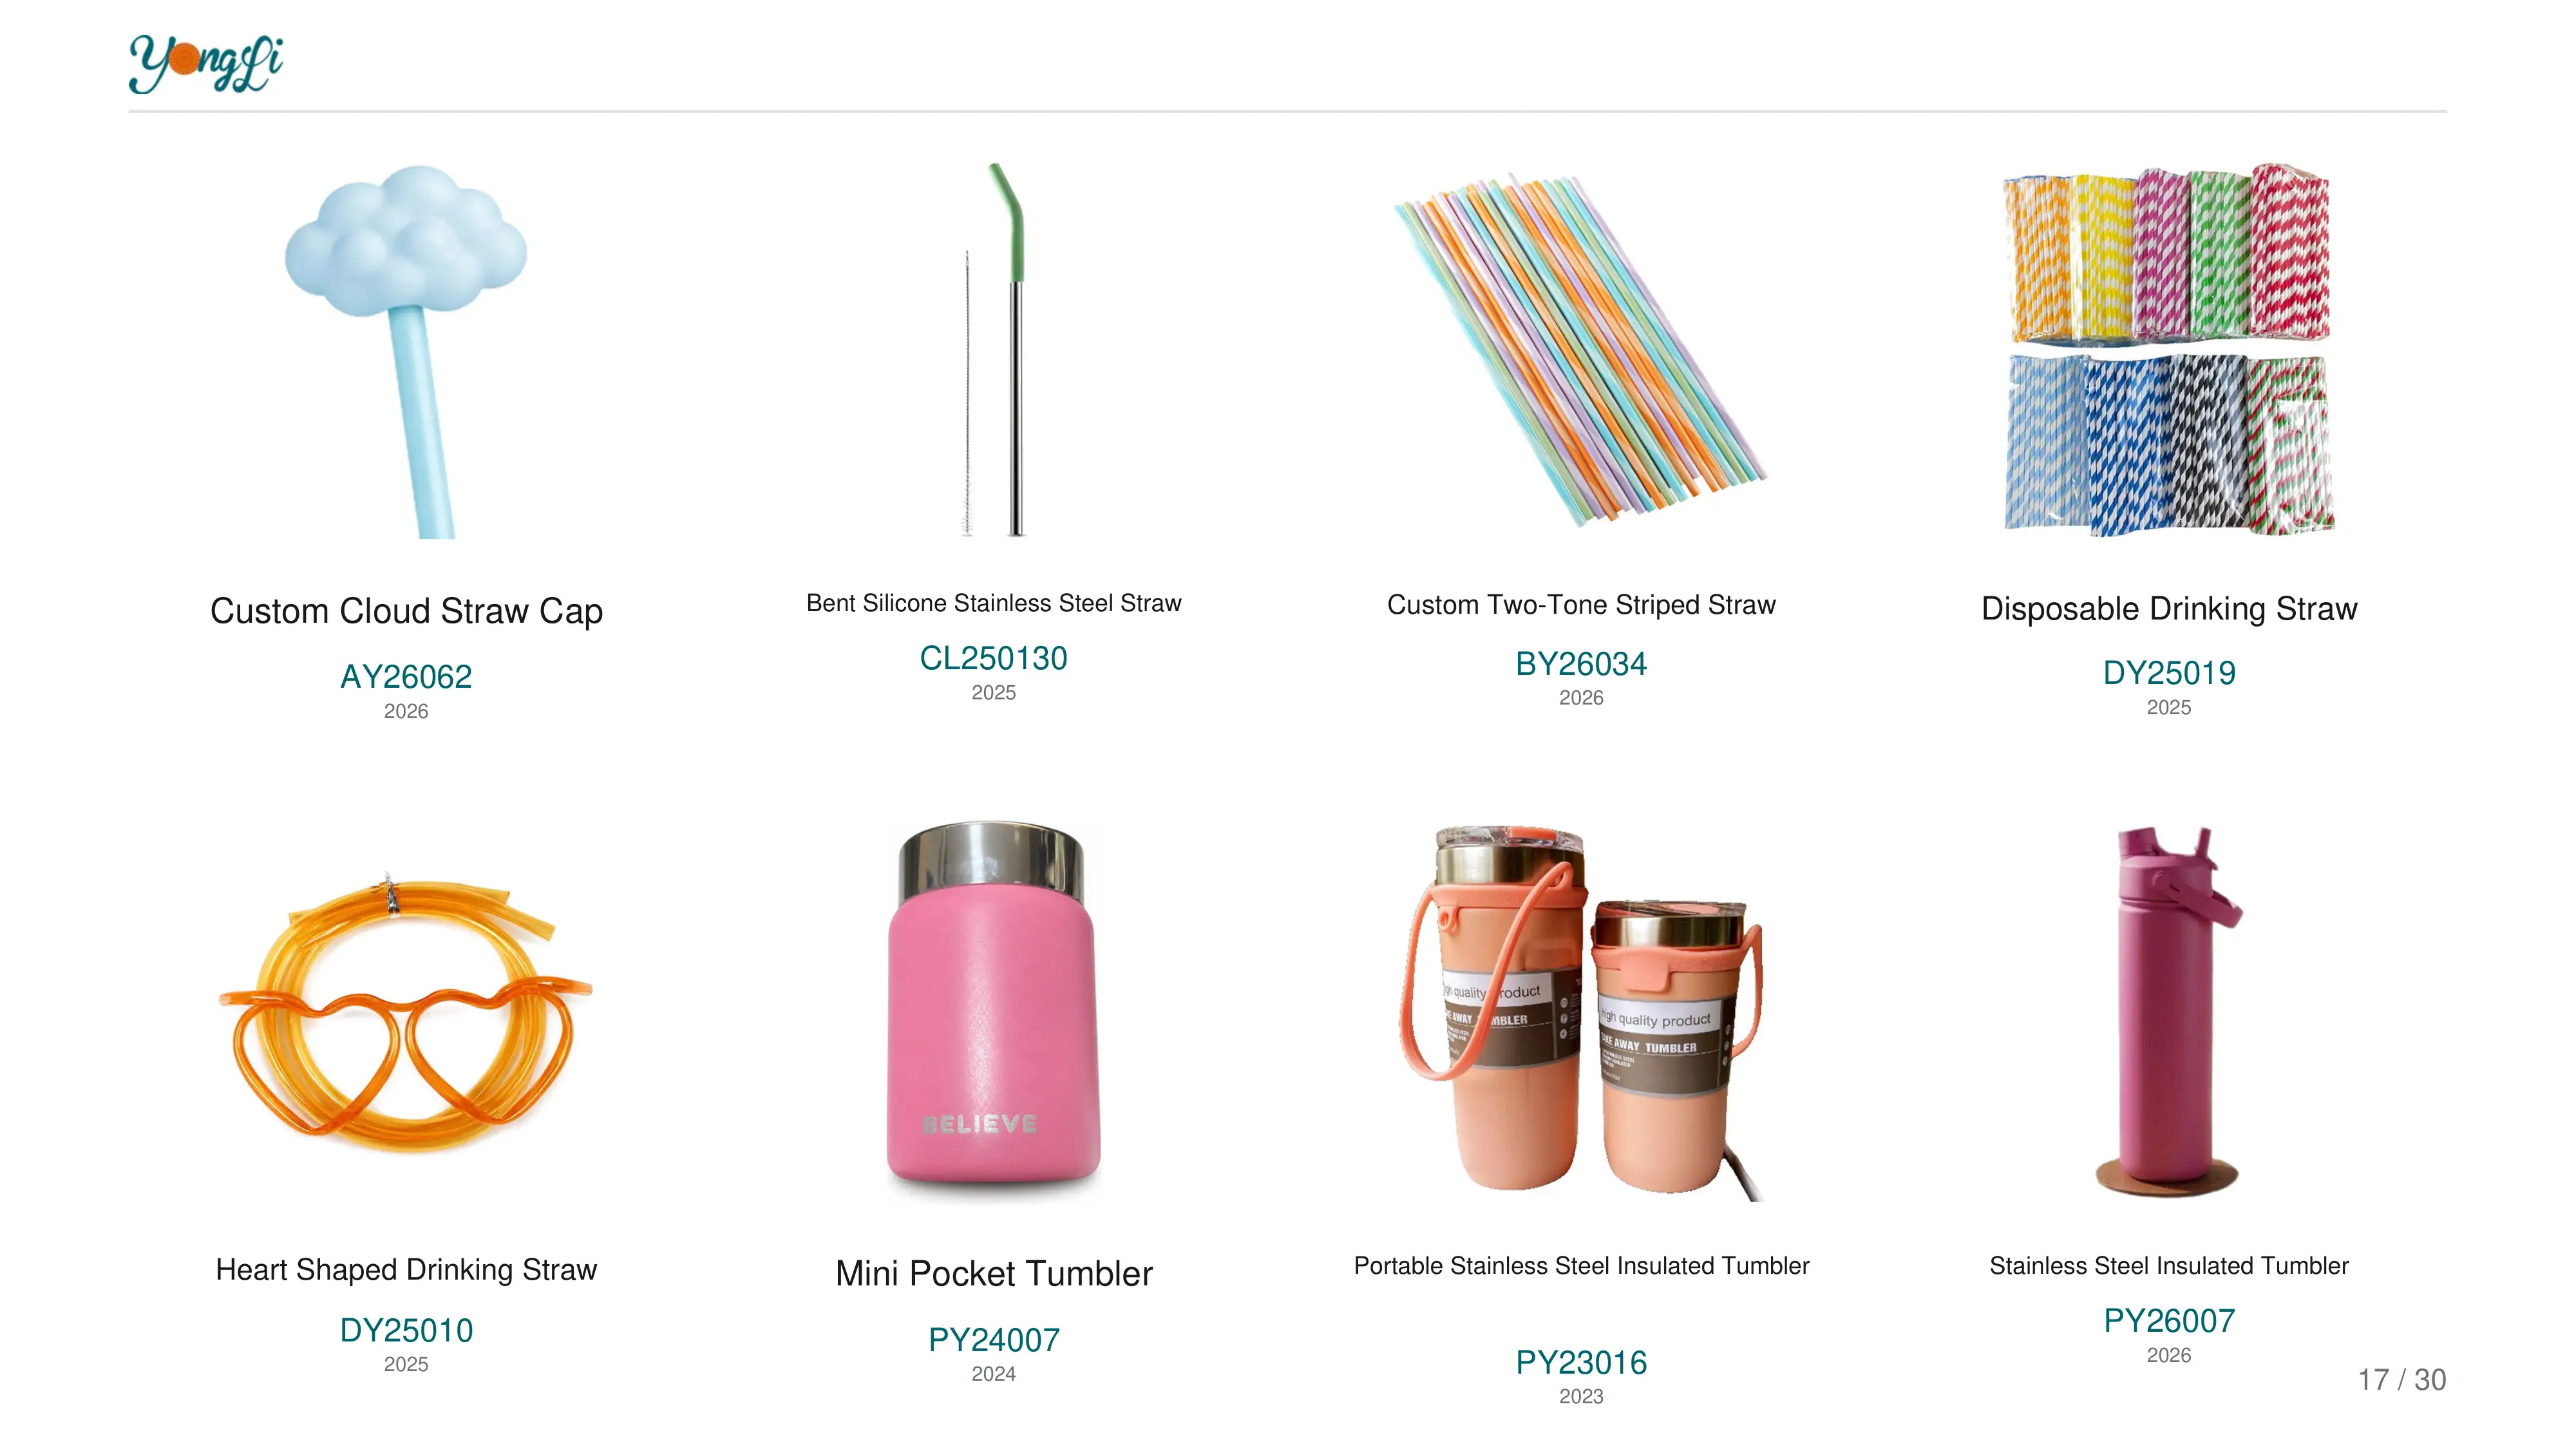 YongLi
Custom Cloud Straw Cap
AY26062
2026
Bent Silicone Stainless Steel Straw
CL250130
2025
Custom Two-Tone Striped Straw
BY26034
2026
Disposable Drinking Straw
DY25019
2025
Heart Shaped Drinking Straw
DY25010
2025
BELIEVE
Mini Pocket Tumbler
PY24007
2024
quality product
AWAY
high quality product
AWAY TUMBLER
Portable Stainless Steel Insulated Tumbler
PY23016
2023
Stainless Steel Insulated Tumbler
PY26007
2026
17 / 30